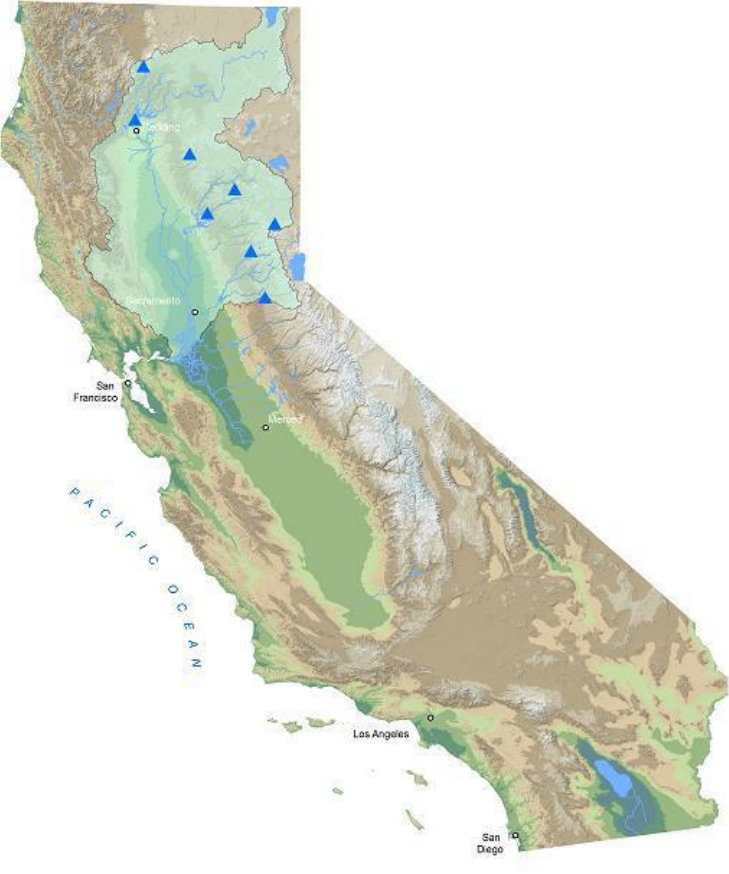 Redding
Sacramento
San
Francisco
Merced
PACIFIC OCEAN
Los Angeles
San
Diego